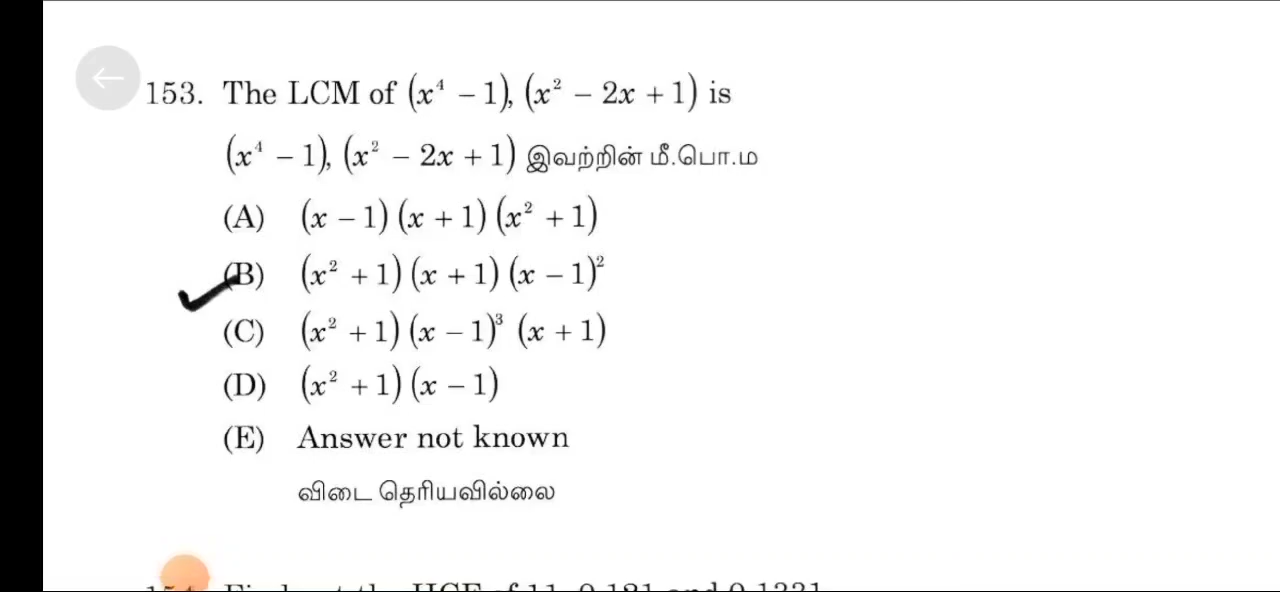 153. The LCM of (x⁴ – 1), (x² – 2x + 1) is
(x⁴ – 1), (x² – 2x + 1) இவற்றின் மீ.பொ.ம
(A) (x – 1) (x + 1) (x² + 1)
(B) (x² + 1) (x + 1) (x – 1)²
(C) (x² + 1) (x – 1)³ (x + 1)
(D) (x² + 1) (x – 1)
(E) Answer not known
விடை தெரியவில்லை